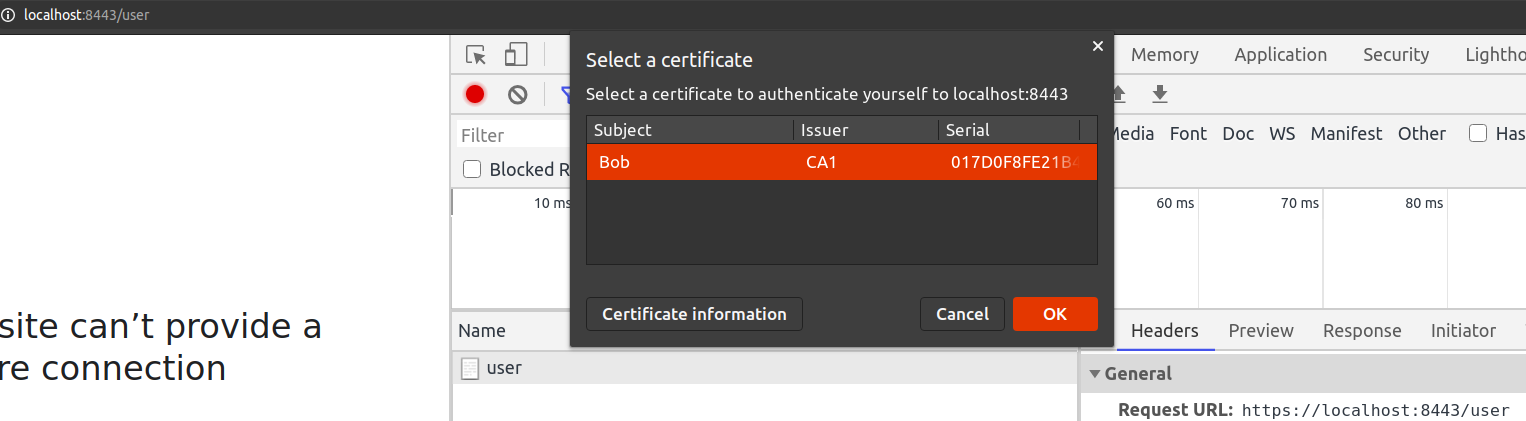 localhost:8443/user
Select a certificate
Select a certificate to authenticate yourself to localhost:8443
Subject Issuer Serial
Bob CA1 017D0F8FE21B4
Certificate information Cancel OK
Memory Application Security Lightho
Filter
Media Font Doc WS Manifest Other Has
Blocked R
10 ms 60 ms 70 ms 80 ms
site can’t provide a
re connection
Name
user
Headers Preview Response Initiator
General
Request URL: https://localhost:8443/user